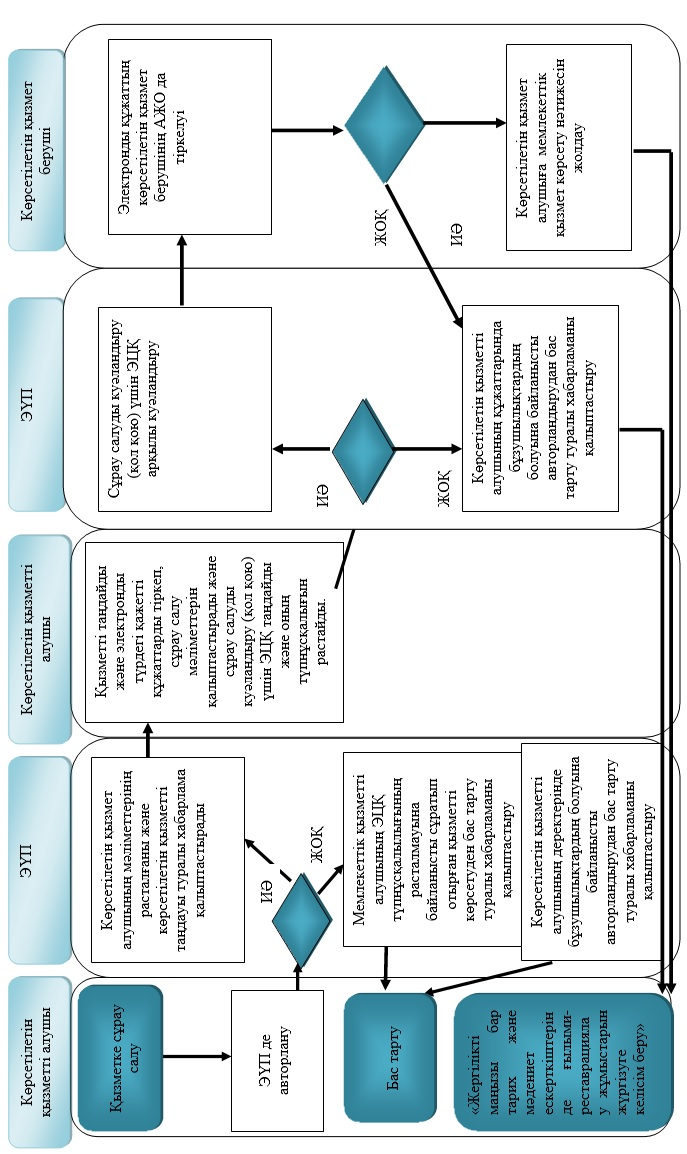 Көрсетілетін
қызметті алушы
ЭҮП
Көрсетілетін қызметті
алушы
ЭҮП
Көрсетілетін қызмет
беруші
Қызметке сұрау
салу
ЭҮП де
авторлану
Бас тарту
«Жергілікті
маңызы бар
тарих және
мәдениет
ескерткіштерін
де ғылыми-
реставрацияла
у жұмыстарын
жүргізуге
келісім беру»
Көрсетілетін қызмет
алушының мәліметтерінің
расталғаны және
көрсетілетін қызметті
таңдауы туралы хабарлама
қалыптастырады
ӘИ
ЖОҚ
Мемлекеттік қызметті
алушының ЭЦҚ
түпнұсқалылығының
расталмауына
байланысты сұратып
отырған қызметті
көрсетуден бас тарту
туралы хабарламаны
қалыптастыру
Көрсетілетін қызметті
алушының деректерінде
бұзушылықтардың болуына
байланысты
авторландырудан бас тарту
туралы хабарламаны
қалыптастыру
Қызметті таңдайды
және электронды
түрдегі қажетті
құжаттарды тіркеп,
сұрау салу
мәліметтерін
қалыптастырады және
сұрау салуды
куәландыру (қол қою)
үшін ЭЦҚ таңдайды
және оның
түпнұсқалығын
растайды.
Сұрау салуды куәландыру
(қол қою) үшін ЭЦҚ
арқылы куәландыру
ӘИ
ЖОҚ
Көрсетілетін қызметті
алушының құжаттарында
бұзушылықтардың
болуына байланысты
авторландырудан бас
тарту туралы хабарламаны
қалыптастыру
Электронды құжаттың
көрсетілетін қызмет
берушінің АЖО да
тіркелуі
ЖОҚ
ӘИ
Көрсетілетін қызмет
алушыға мемлекеттік
қызмет көрсету нәтижесін
жолдау